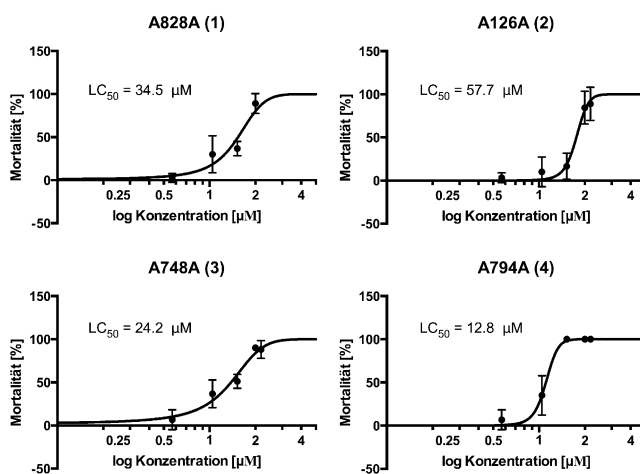 A828A (1)
150
100
50
0
-50
Mortalität [%]
LC50 = 34.5 µM
0.25
0.5
1
2
4
log Konzentration [µM]
A126A (2)
150
100
50
0
-50
Mortalität [%]
LC50 = 57.7 µM
0.25
0.5
1
2
4
log Konzentration [µM]
A748A (3)
150
100
50
0
-50
Mortalität [%]
LC50 = 24.2 µM
0.25
0.5
1
2
4
log Konzentration [µM]
A794A (4)
150
100
50
0
-50
Mortalität [%]
LC50 = 12.8 µM
0.25
0.5
1
2
4
log Konzentration [µM]